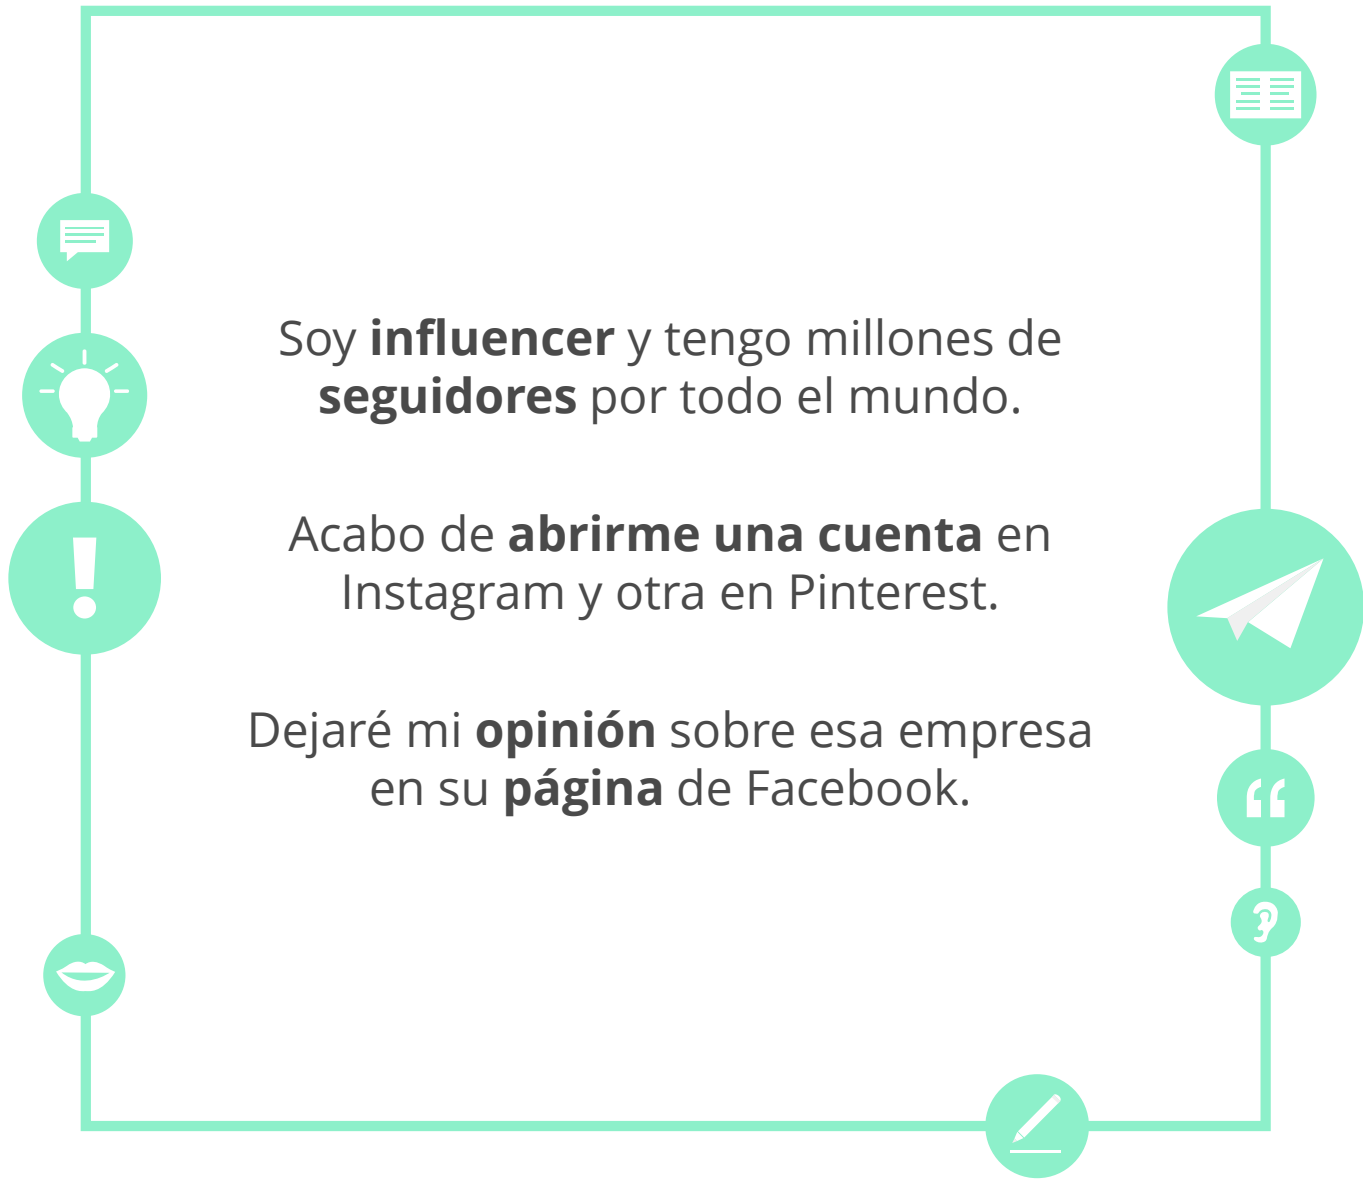 Soy influencer y tengo millones de
seguidores por todo el mundo.
Acabo de abrirme una cuenta en
Instagram y otra en Pinterest.
Dejaré mi opinión sobre esa empresa
en su página de Facebook.